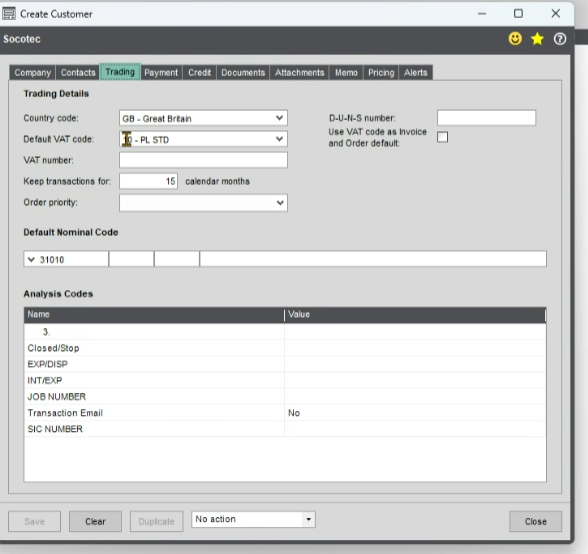 Create Customer
Socotec
Company Contacts Trading Payment Credit Documents Attachments Memo Pricing Alerts
Trading Details
Country code: GB - Great Britain D-U-N-S number:
Default VAT code: - PL STD Use VAT code as Invoice and Order default:
VAT number:
Keep transactions for: 15 calendar months
Order priority:
Default Nominal Code
31010
Analysis Codes
Name Value
3.
Closed/Stop
EXP/DISP
INT/EXP
JOB NUMBER
Transaction Email No
SIC NUMBER
Save Clear Duplicate No action Close